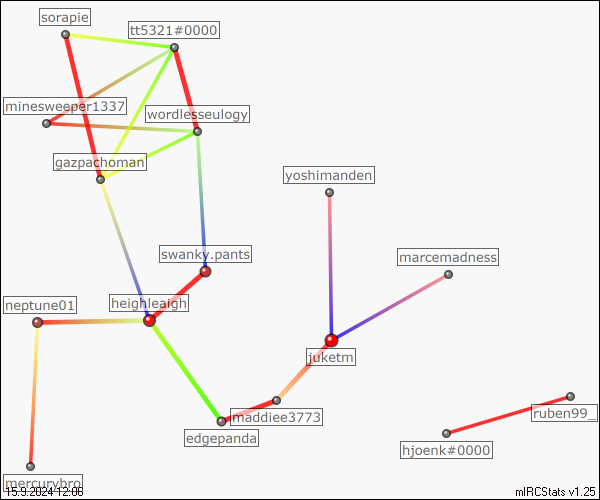 sorapie
tt5321#0000
minesweeper1337
wordlesseulogy
gazpachoman
yoshimanden
swanky.pants
marcemadness
neptune01
heighleaigh
juketm
maddiee3773
ruben99_
edgepanda
hjoenk#0000
mercurybro
15.9.2024 12:06
mIRCStats v1.25